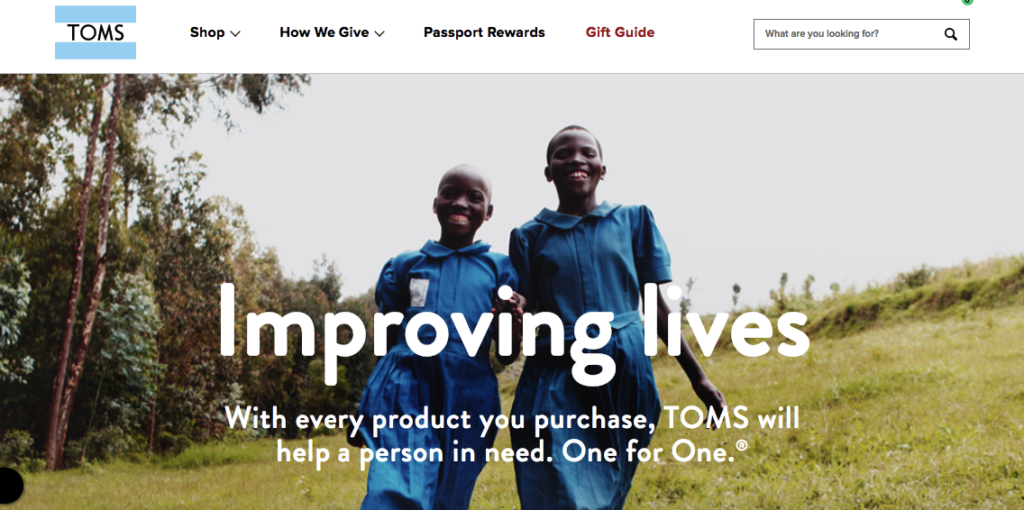 TOMS
Shop
How We Give
Passport Rewards
Gift Guide
What are you looking for?
Improving lives
With every product you purchase, TOMS will
help a person in need. One for One.®